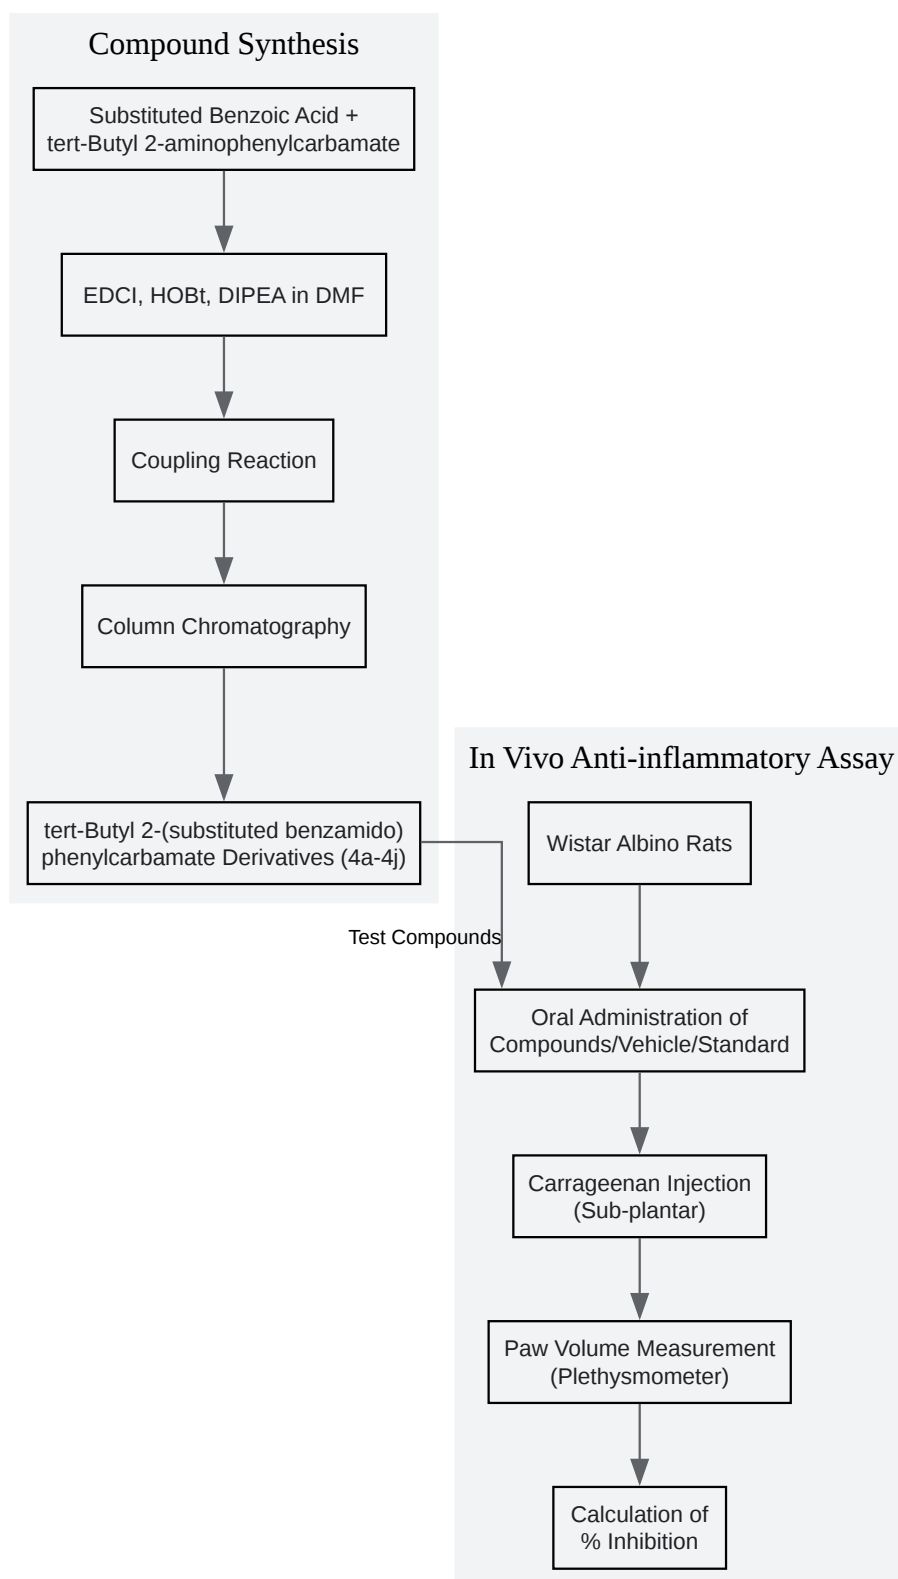 Compound Synthesis
Substituted Benzoic Acid +
tert-Butyl 2-aminophenylcarbamate
EDCI, HOBt, DIPEA in DMF
Coupling Reaction
Column Chromatography
tert-Butyl 2-(substituted benzamido)
phenylcarbamate Derivatives (4a-4j)
Test Compounds
In Vivo Anti-inflammatory Assay
Wistar Albino Rats
Oral Administration of
Compounds/Vehicle/Standard
Carrageenan Injection
(Sub-plantar)
Paw Volume Measurement
(Plethysmometer)
Calculation of
% Inhibition